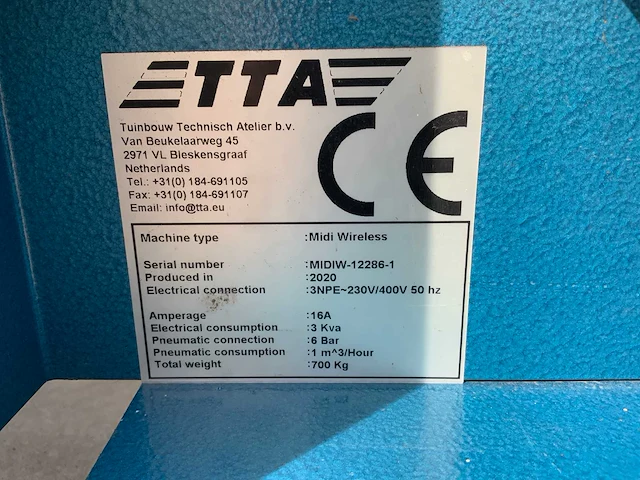 TTA
Tuinbouw Technisch Atelier b.v.
Van Beukelaarweg 45
2971 VL Bleskensgraaf
Netherlands
Tel.: +31(0) 184-691105
Fax: +31(0) 184-691107
Email: info@tta.eu
CE
Machine type :Midi Wireless
Serial number :MIDIW-12286-1
Produced in :2020
Electrical connection :3NPE~230V/400V 50 hz
Amperage :16A
Electrical consumption :3 Kva
Pneumatic connection :6 Bar
Pneumatic consumption :1 m^3/Hour
Total weight :700 Kg